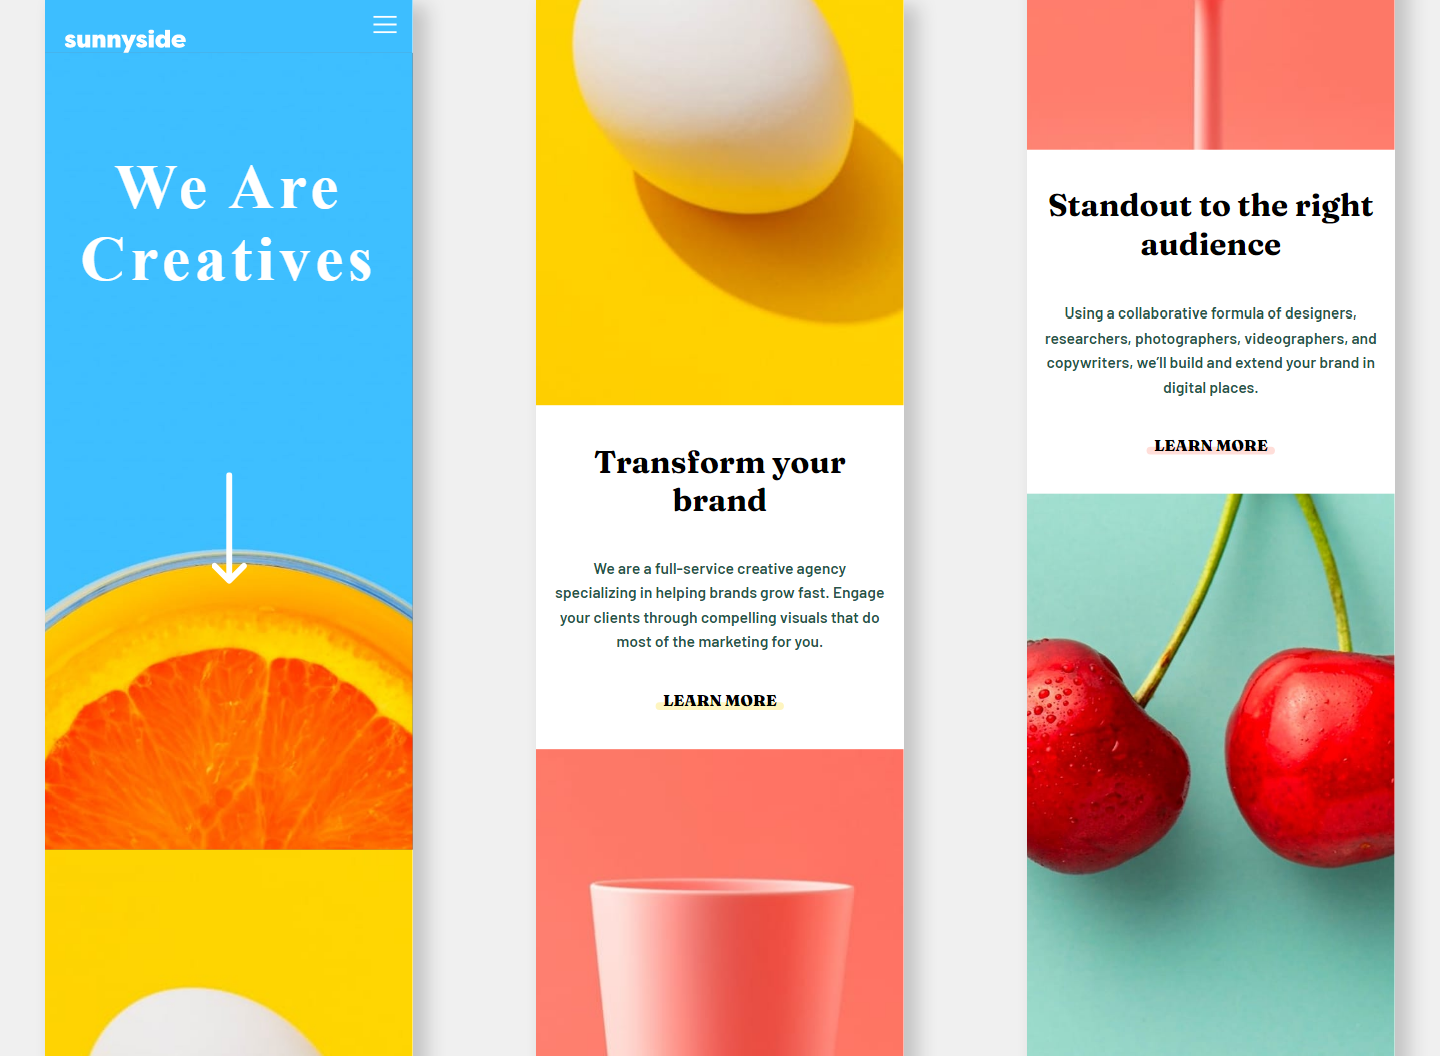 sunnyside
We Are
Creatives
Transform your
brand
We are a full-service creative agency
specializing in helping brands grow fast. Engage
your clients through compelling visuals that do
most of the marketing for you.
LEARN MORE
Standout to the right
audience
Using a collaborative formula of designers,
researchers, photographers, videographers, and
copywriters, we’ll build and extend your brand in
digital places.
LEARN MORE